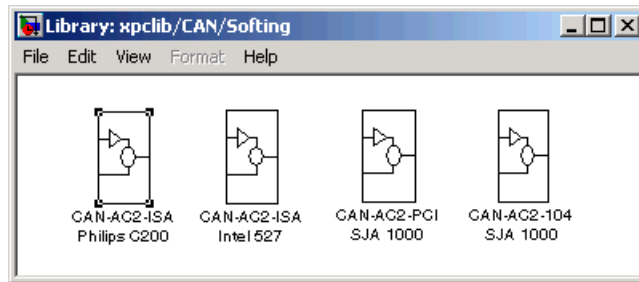 Library: xpclib/CAN/Softing
File Edit View Format Help
CAN-AC2-ISA CAN-AC2-ISA CAN-AC2-PCI CAN-AC2-104
Philips C200 Intel 527 SJA 1000 SJA 1000